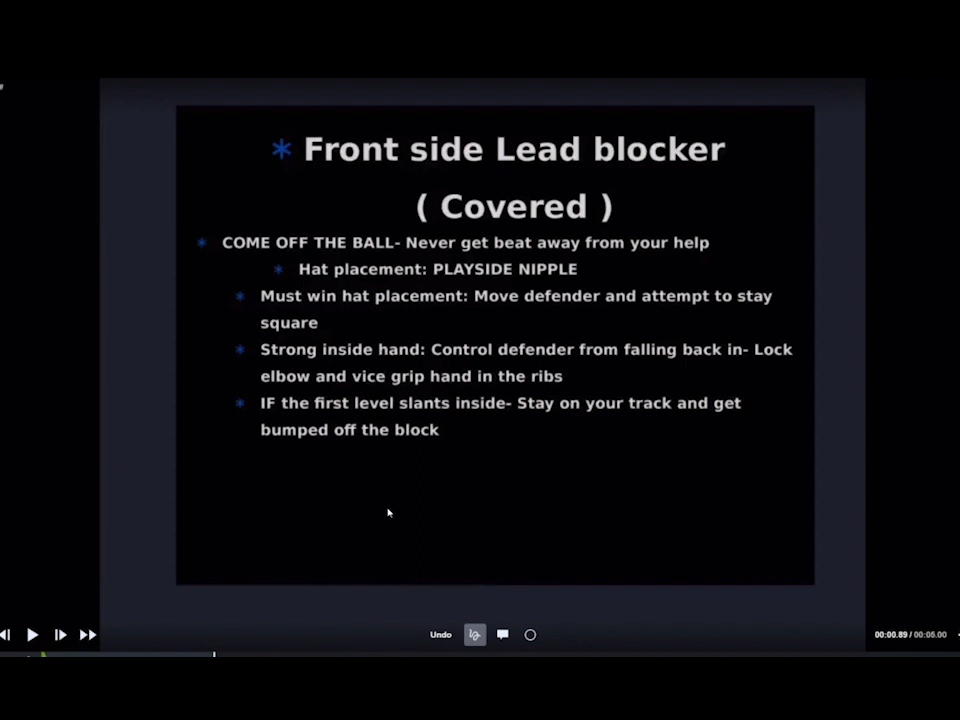 * Front side Lead blocker
( Covered )
* COME OFF THE BALL- Never get beat away from your help
* Hat placement: PLAYSIDE NIPPLE
* Must win hat placement: Move defender and attempt to stay
square
* Strong inside hand: Control defender from falling back in- Lock
elbow and vice grip hand in the ribs
* IF the first level slants inside- Stay on your track and get
bumped off the block
Undo
00:00.89 / 00:06.00